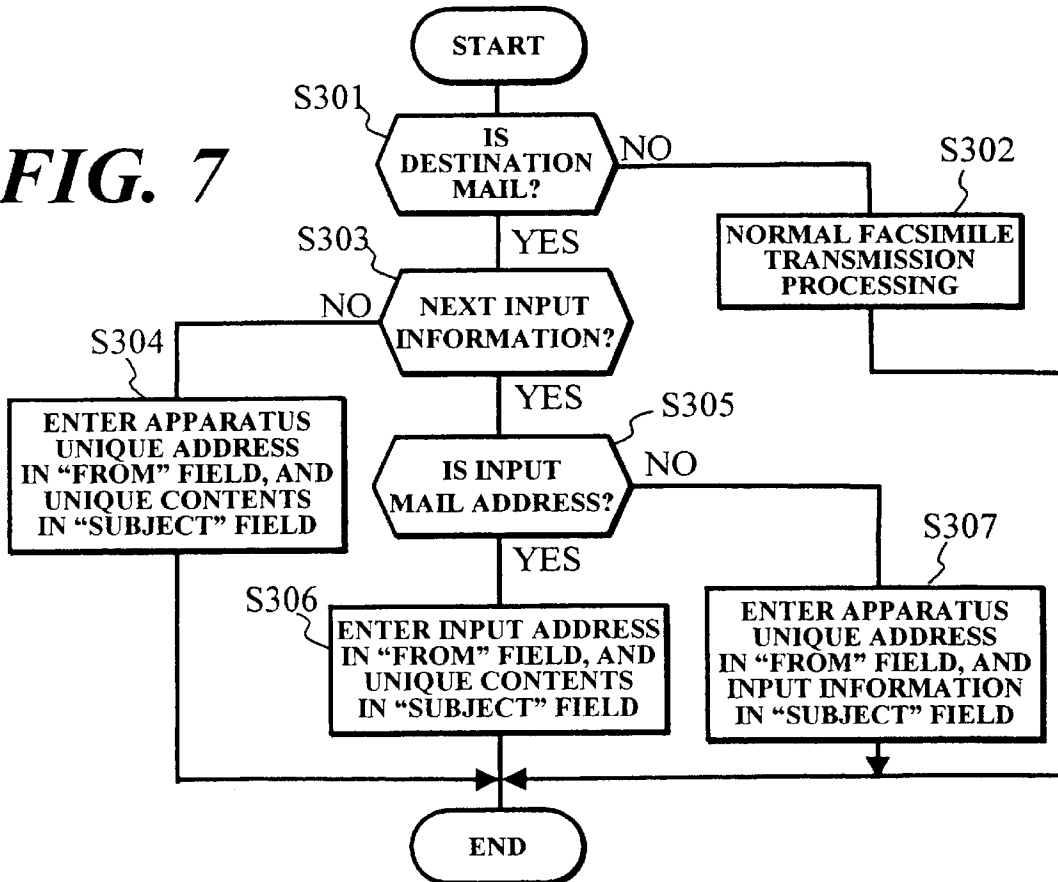 START
S301
FIG. 7
IS
DESTINATION
MAIL?
NO
S302
NORMAL FACSIMILE
TRANSMISSION
PROCESSING
YES
S303
NEXT INPUT
INFORMATION?
NO
S304
ENTER APPARATUS
UNIQUE ADDRESS
IN “FROM” FIELD, AND
UNIQUE CONTENTS
IN “SUBJECT” FIELD
YES
S305
IS INPUT
MAIL ADDRESS?
NO
YES
S306
ENTER INPUT ADDRESS
IN “FROM” FIELD, AND
UNIQUE CONTENTS
IN “SUBJECT” FIELD
S307
ENTER APPARATUS
UNIQUE ADDRESS
IN “FROM” FIELD, AND
INPUT INFORMATION
IN “SUBJECT” FIELD
END